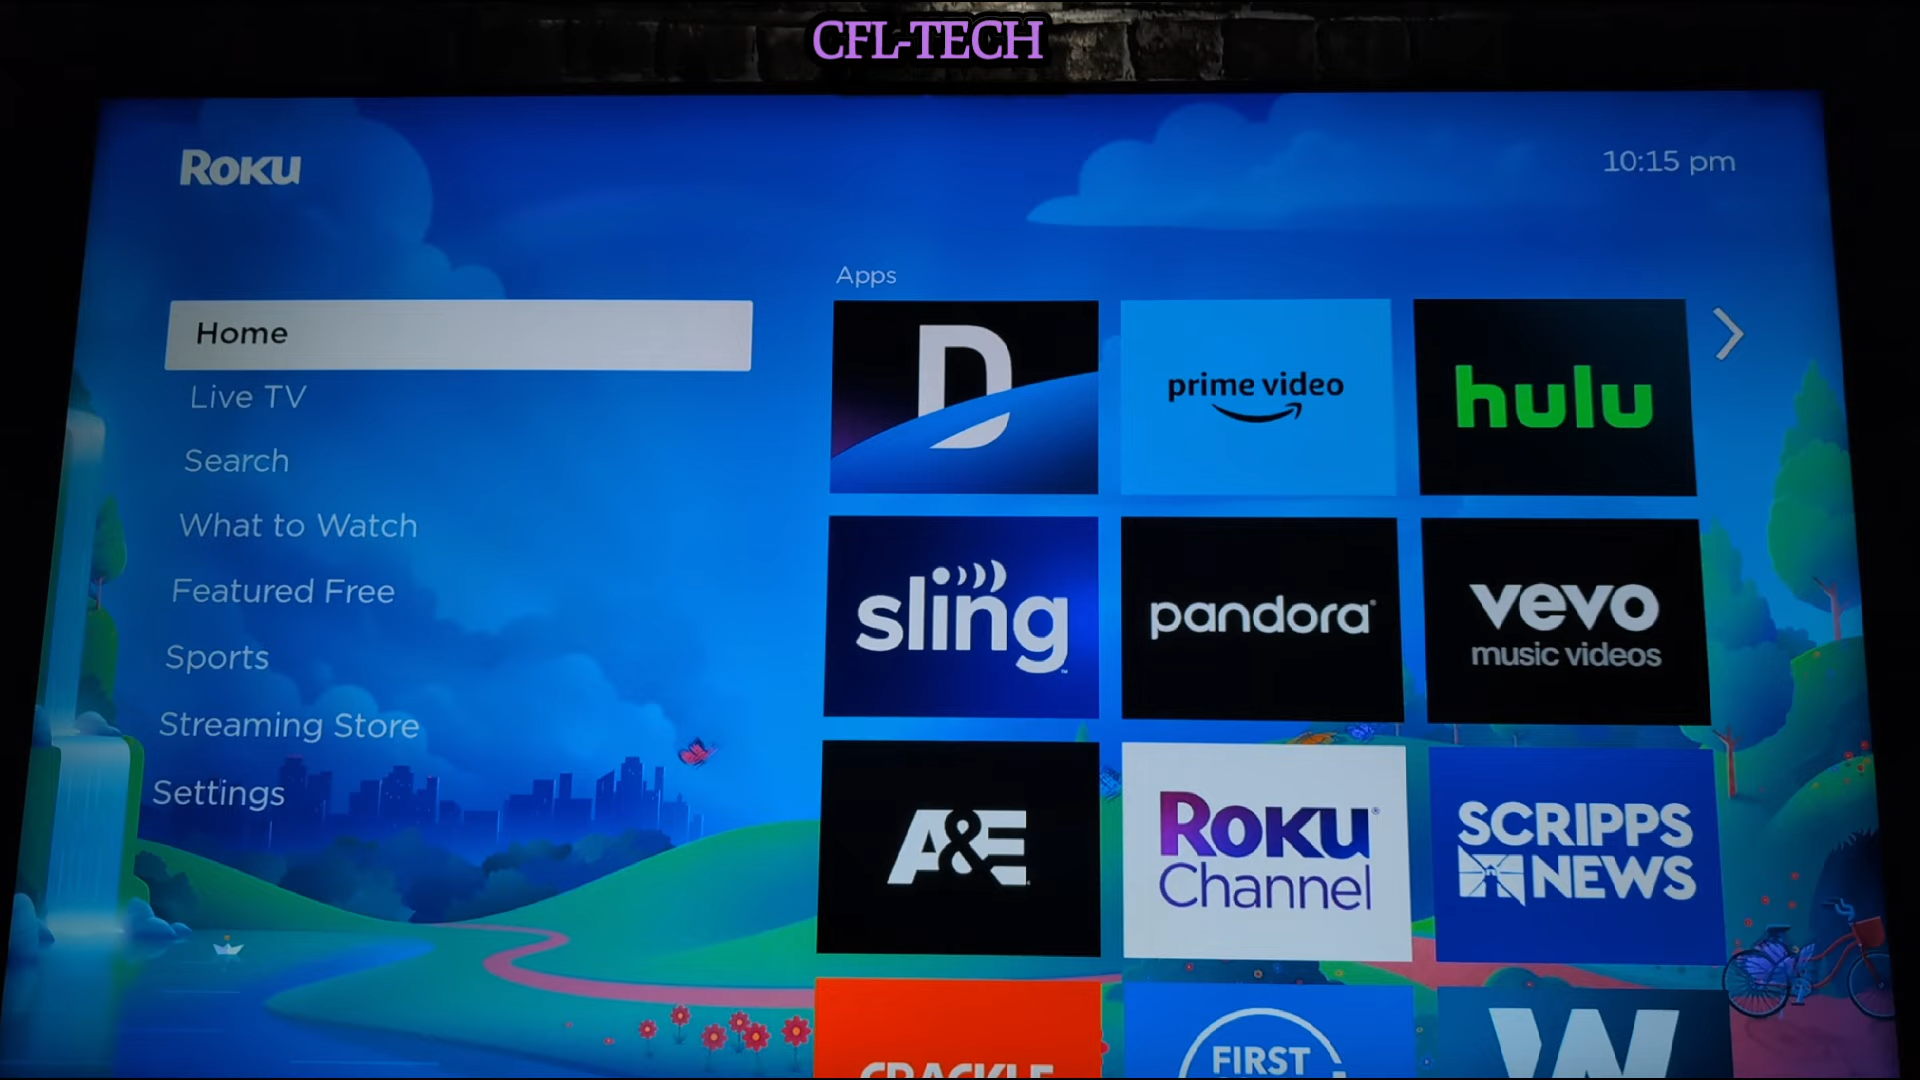 CFL-TECH
Roku
10:15 pm
Home
Live TV
Search
What to Watch
Featured Free
Sports
Streaming Store
Settings
Apps
D
prime video
hulu
sling
pandora
vevo
music videos
A&E
Roku
Channel
SCRIPPS
NEWS
CRACKLE
FIRST
W